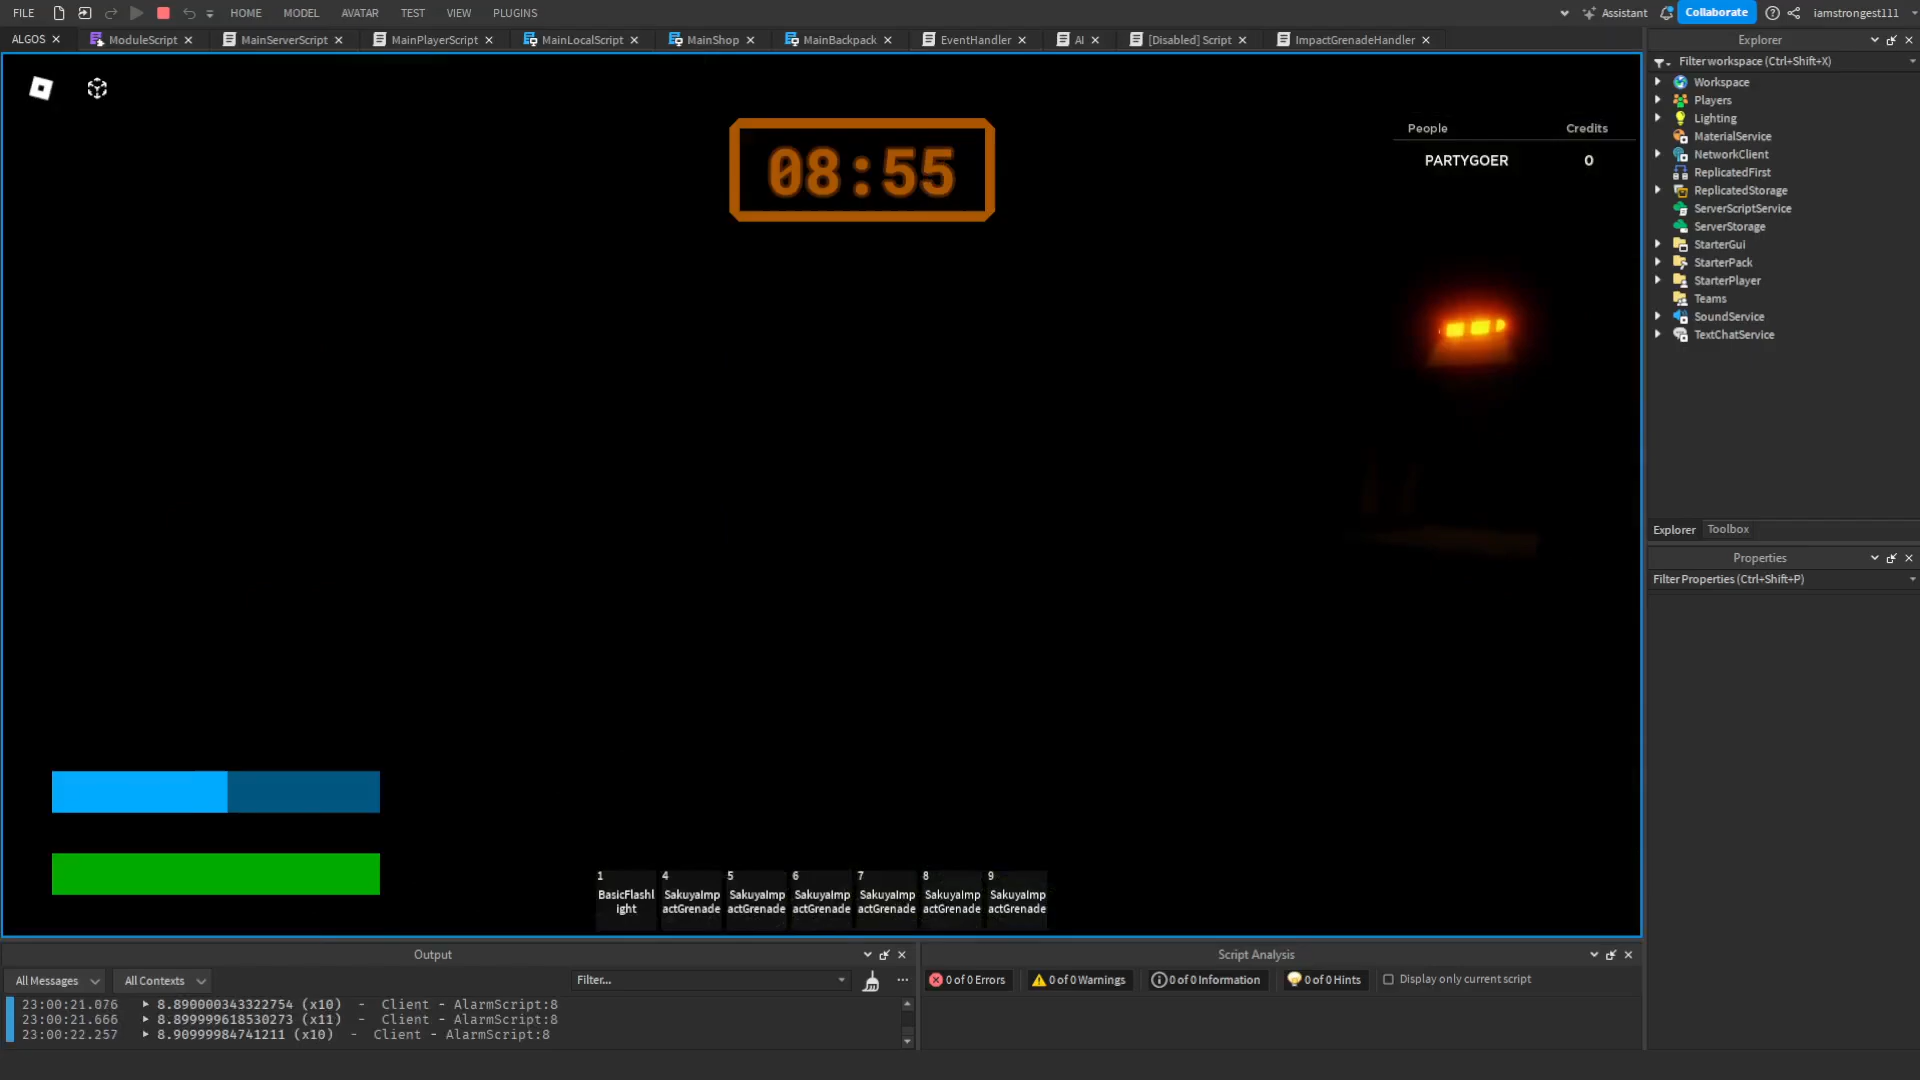 FILE HOME MODEL AVATAR TEST VIEW PLUGINS Assistant Collaborate iamstrongest111
ALGOS ModuleScript MainServerScript MainPlayerScript MainLocalScript MainShop MainBackpack EventHandler AI [Disabled] Script ImpactGrenadeHandler
Explorer
Filter workspace (Ctrl+Shift+X)
Workspace
Players
Lighting
MaterialService
NetworkClient
ReplicatedFirst
ReplicatedStorage
ServerScriptService
ServerStorage
StarterGui
StarterPack
StarterPlayer
Teams
SoundService
TextChatService
08:55
People Credits
PARTYGOER 0
Explorer Toolbox
Properties
Filter Properties (Ctrl+Shift+P)
1 4 5 6 7 8 9
BasicFlashl SakuyaImp SakuyaImp SakuyaImp SakuyaImp SakuyaImp SakuyaImp
ight actGrenade actGrenade actGrenade actGrenade actGrenade actGrenade
Output
All Messages All Contexts Filter...
23:00:21.076 8.890000343322754 (x10) - Client - AlarmScript:8
23:00:21.666 8.899999618530273 (x11) - Client - AlarmScript:8
23:00:22.257 8.90999984741211 (x10) - Client - AlarmScript:8
Script Analysis
0 of 0 Errors 0 of 0 Warnings 0 of 0 Information 0 of 0 Hints Display only current script